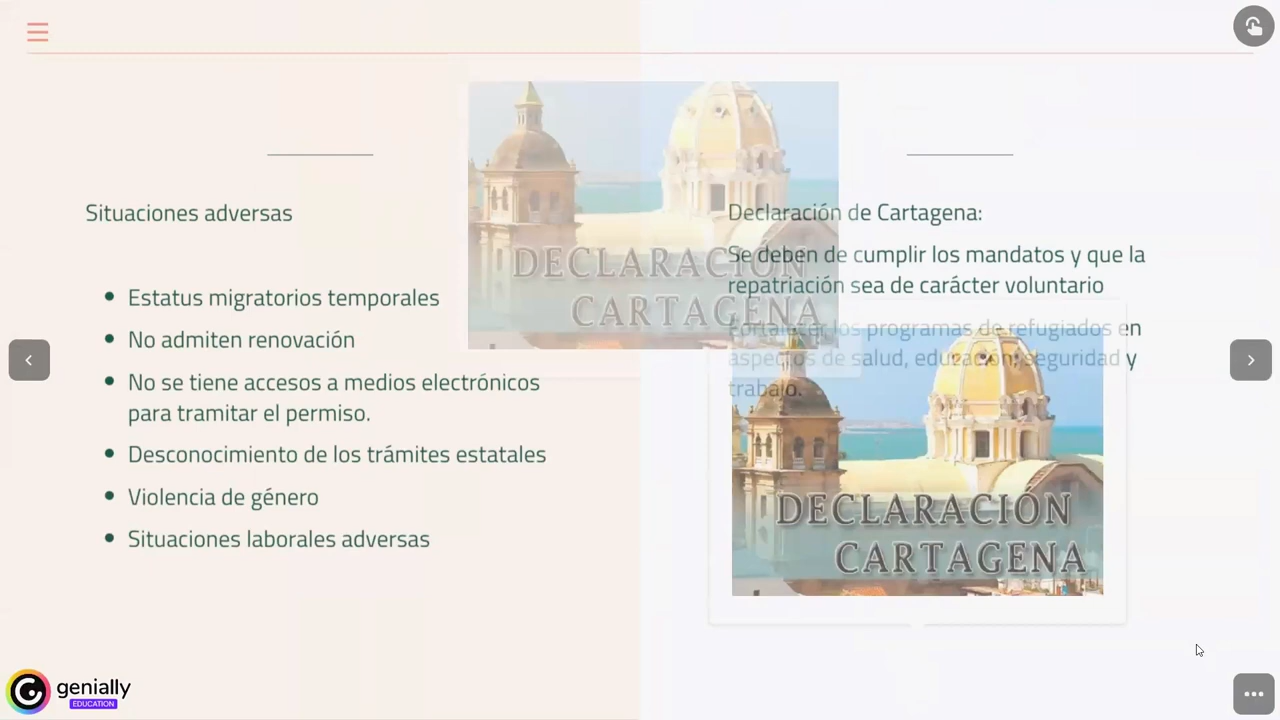 Situaciones adversas
Estatus migratorios temporales
No admiten renovación
No se tiene accesos a medios electrónicos
para tramitar el permiso.
Desconocimiento de los trámites estatales
Violencia de género
Situaciones laborales adversas
DECLARACIÓN
CARTAGENA
Declaración de Cartagena:
Se deben de cumplir los mandatos y que la
repatriación sea de carácter voluntario
Fortalecer los programas de refugiados en
aspectos de salud, educación, seguridad y
trabajo.
DECLARACIÓN
CARTAGENA
genially
EDUCATION